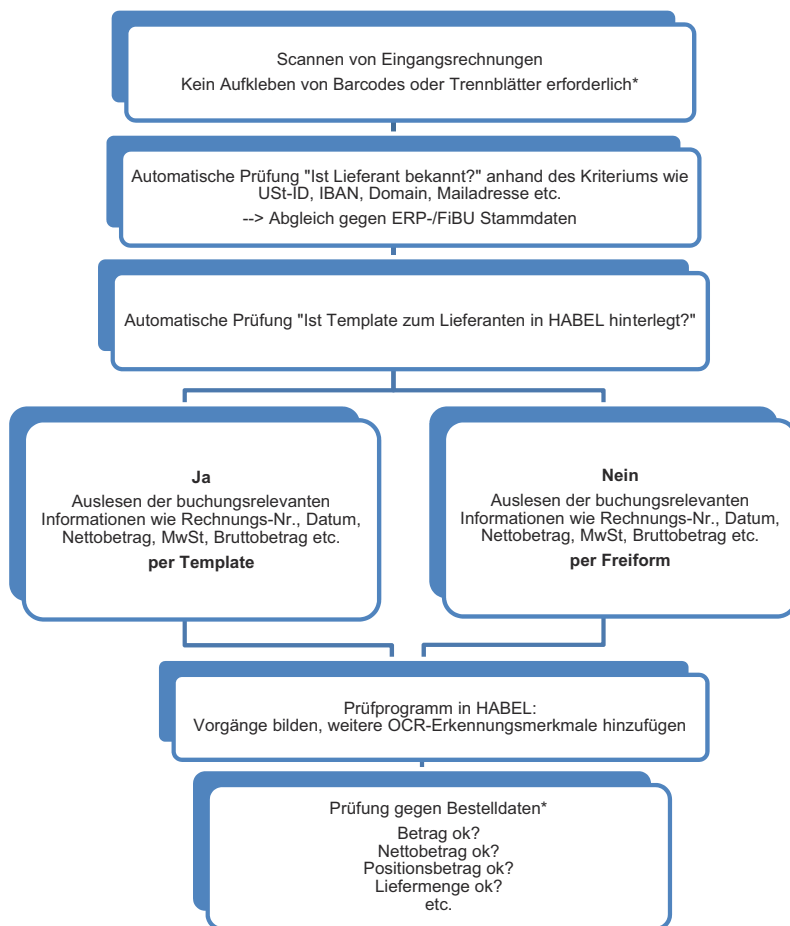 Scannen von Eingangsrechnungen
Kein Aufkleben von Barcodes oder Trennblätter erforderlich*
Automatische Prüfung "Ist Lieferant bekannt?" anhand des Kriteriums wie
USt-ID, IBAN, Domain, Mailadresse etc.
--> Abgleich gegen ERP-/FiBU Stammdaten
Automatische Prüfung "Ist Template zum Lieferanten in HABEL hinterlegt?"
Ja
Auslesen der buchungsrelevanten
Informationen wie Rechnungs-Nr., Datum,
Nettobetrag, MwSt, Bruttobetrag etc.
per Template
Nein
Auslesen der buchungsrelevanten
Informationen wie Rechnungs-Nr., Datum,
Nettobetrag, MwSt, Bruttobetrag etc.
per Freiform
Prüfprogramm in HABEL:
Vorgänge bilden, weitere OCR-Erkennungsmerkmale hinzufügen
Prüfung gegen Bestelldaten*
Betrag ok?
Nettobetrag ok?
Positionsbetrag ok?
Liefermenge ok?
etc.